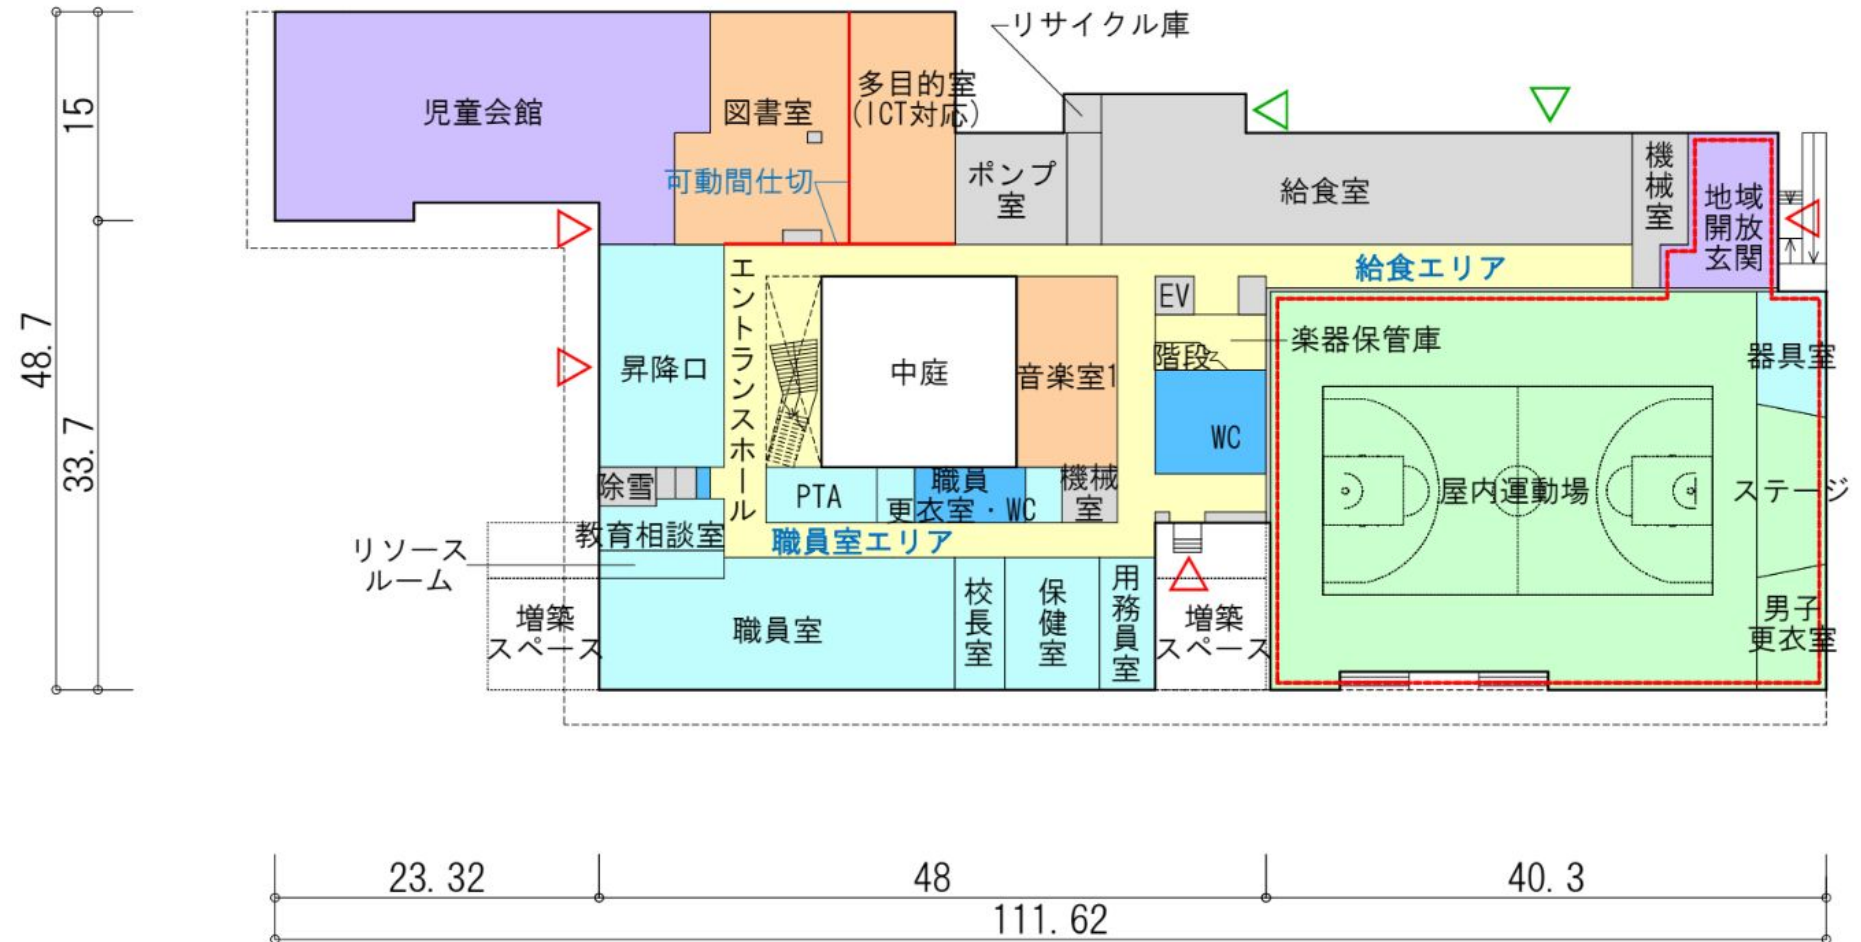 リサイクル庫
15
48.7
33.7
児童会館
図書室
多目的室
(ICT対応)
可動間仕切
ポンプ
室
給食室
機械室
地域
開放
玄関
エントランスホール
給食エリア
EV
楽器保管庫
階段
昇降口
中庭
音楽室1
器具室
WC
除雪
PTA
職員
更衣室・WC
機械
室
屋内運動場
ステージ
教育相談室
職員室エリア
リソース
ルーム
増築
スペース
職員室
校長室
保健室
用務員室
増築
スペース
男子
更衣室
23.32
48
40.3
111.62